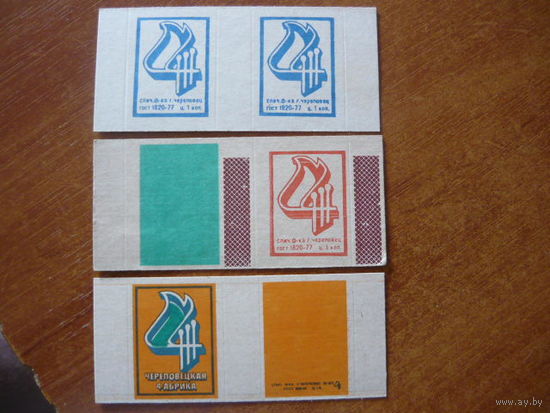 спич. ф-ка г. череповец
гост 1820-77 ц. 1 коп.
спич. ф-ка г. череповец
гост 1820-77 ц. 1 коп.
спич. ф-ка г. череповец
гост 1820-77 ц. 1 коп.
ЧЕРЕПОВЕЦКАЯ
ФАБРИКА
www.ay.by